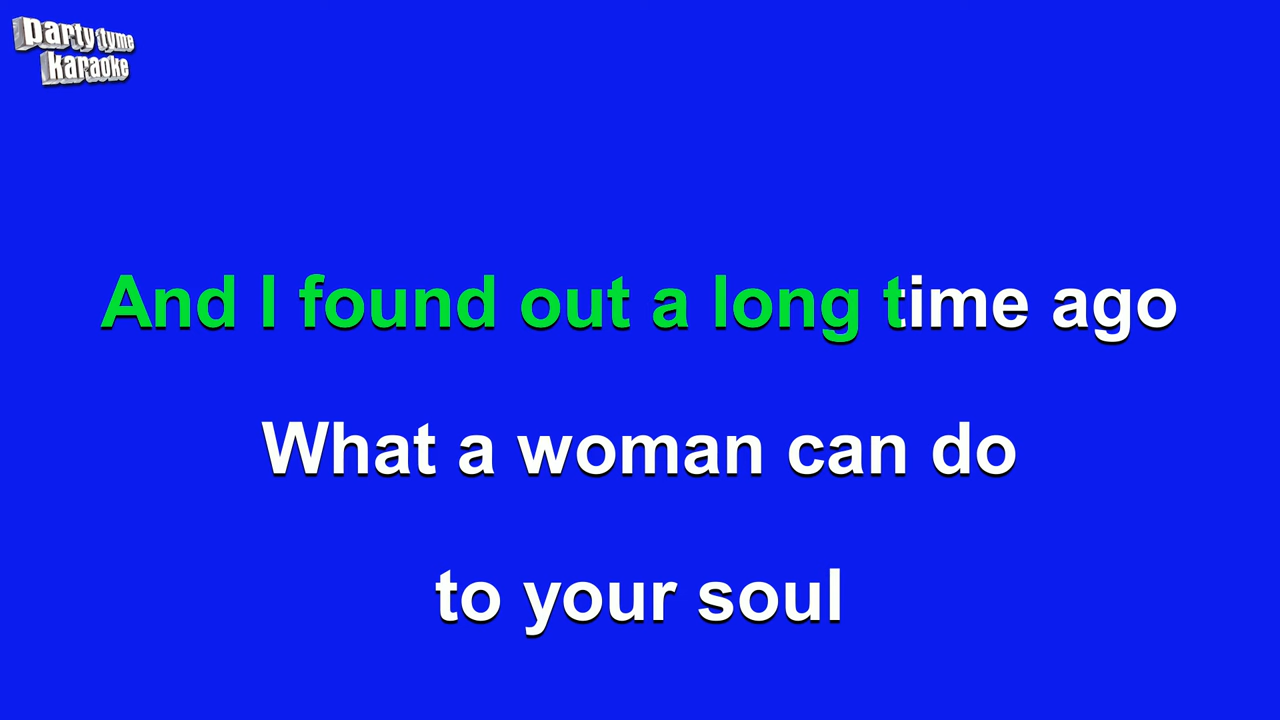 party tyme
karaoke
And I found out a long time ago
What a woman can do
to your soul